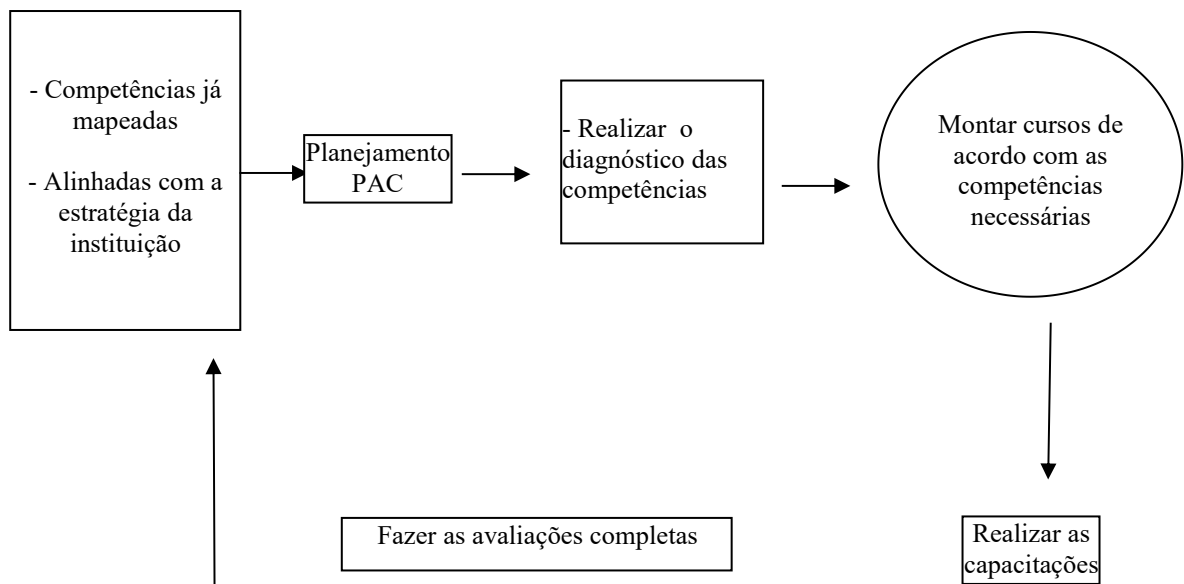 - Competências já
mapeadas
- Alinhadas com a
estratégia da
instituição
Planejamento
PAC
- Realizar o
diagnóstico das
competências
Montar cursos de
acordo com as
competências
necessárias
Fazer as avaliações completas
Realizar as
capacitações